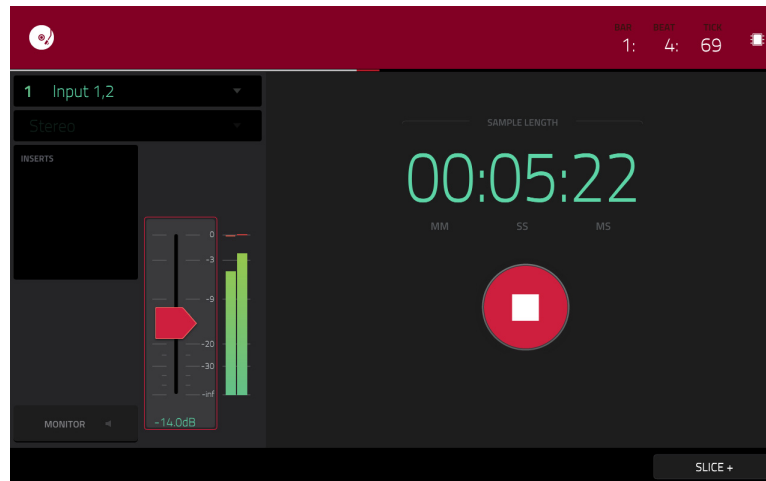 BAR BEAT TICK
1: 4: 69
1 Input 1,2
Stereo
INSERTS
0
-3
-9
-20
-30
-inf
-14.0dB
MONITOR
SAMPLE LENGTH
00:05:22
MM SS MS
SLICE +